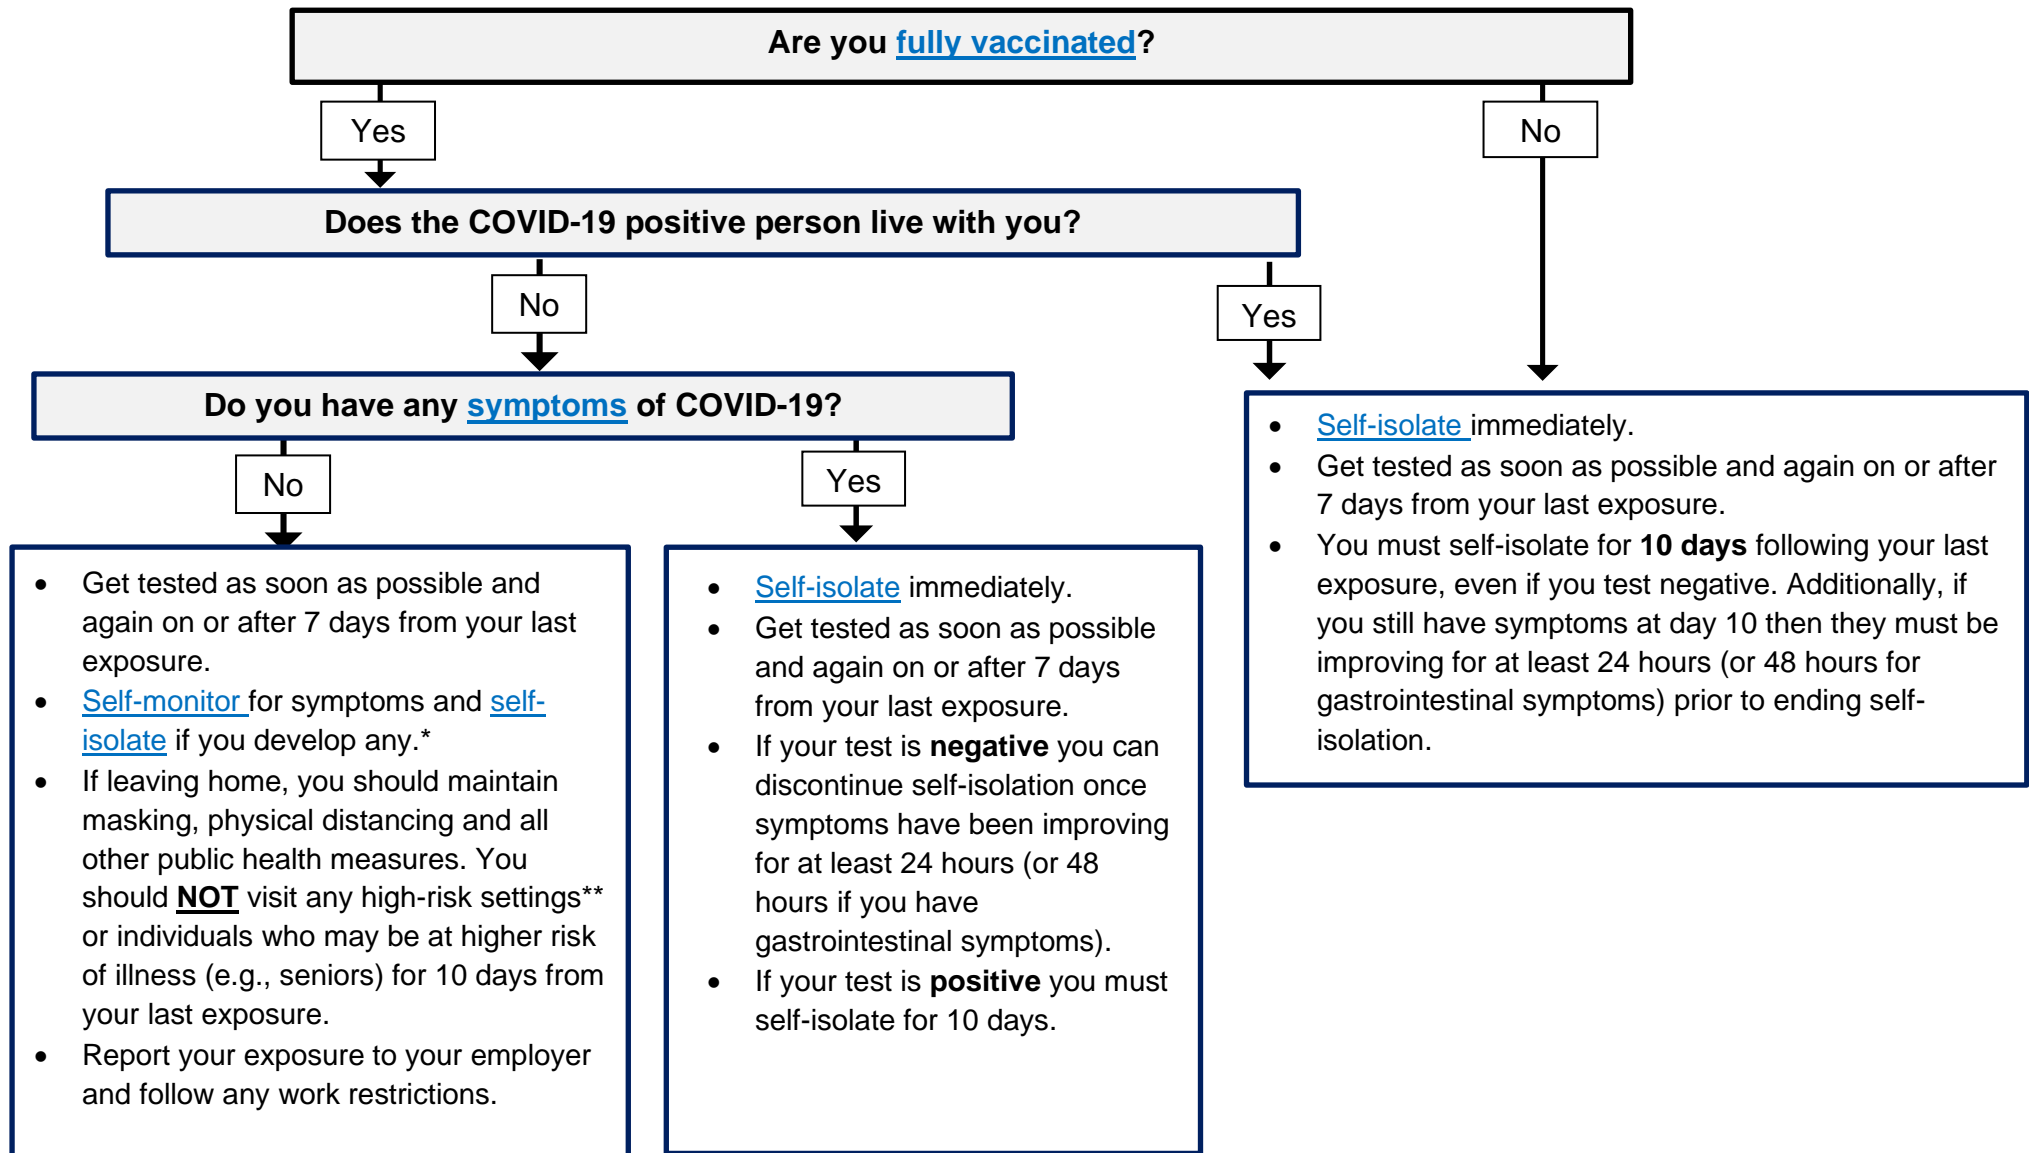 Are you fully vaccinated?
Yes
No
Does the COVID-19 positive person live with you?
No
Yes
Do you have any symptoms of COVID-19?
No
Yes
• Get tested as soon as possible and
again on or after 7 days from your last
exposure.
• Self-monitor for symptoms and self-
isolate if you develop any.*
• If leaving home, you should maintain
masking, physical distancing and all
other public health measures. You
should NOT visit any high-risk settings**
or individuals who may be at higher risk
of illness (e.g., seniors) for 10 days from
your last exposure.
• Report your exposure to your employer
and follow any work restrictions.
• Self-isolate immediately.
• Get tested as soon as possible
and again on or after 7 days
from your last exposure.
• If your test is negative you can
discontinue self-isolation once
symptoms have been improving
for at least 24 hours (or 48
hours if you have
gastrointestinal symptoms).
• If your test is positive you must
self-isolate for 10 days.
• Self-isolate immediately.
• Get tested as soon as possible and again on or after
7 days from your last exposure.
• You must self-isolate for 10 days following your last
exposure, even if you test negative. Additionally, if
you still have symptoms at day 10 then they must be
improving for at least 24 hours (or 48 hours for
gastrointestinal symptoms) prior to ending self-
isolation.